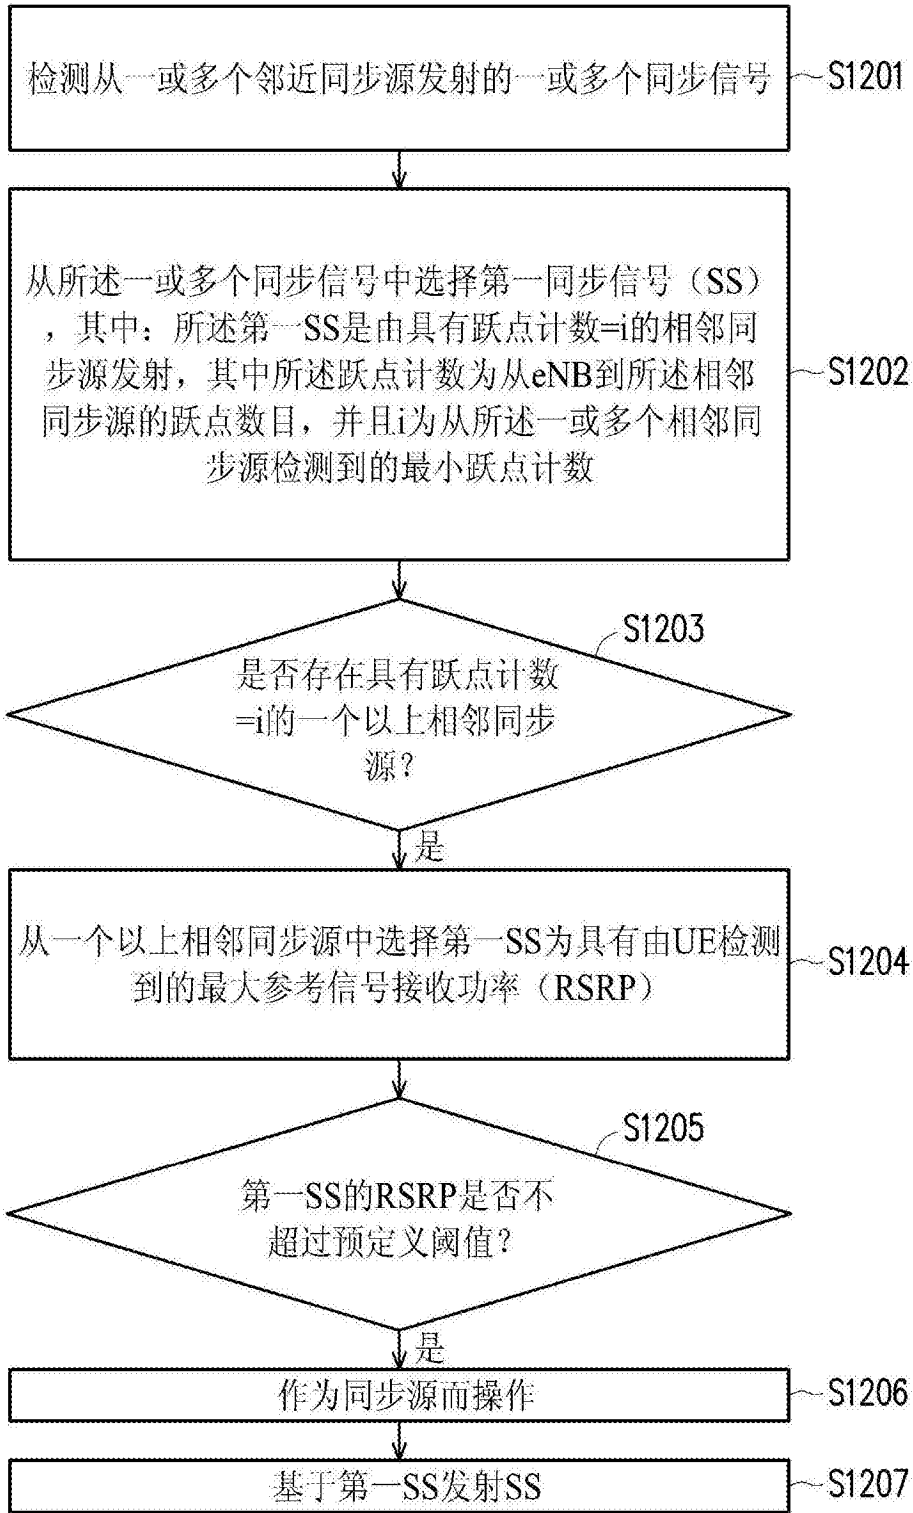 检测从一或多个邻近同步源发射的一或多个同步信号
S1201
从所述一或多个同步信号中选择第一同步信号（SS）
，其中：所述第一SS是由具有跃点计数=i的相邻同
步源发射，其中所述跃点计数为从eNB到所述相邻
同步源的跃点数目，并且i为从所述一或多个相邻同
步源检测到的最小跃点计数
S1202
S1203
是否存在具有跃点计数
=i的一个以上相邻同步
源？
是
从一个以上相邻同步源中选择第一SS为具有由UE检测
到的最大参考信号接收功率（RSRP）
S1204
S1205
第一SS的RSRP是否不
超过预定义阈值？
是
作为同步源而操作
S1206
基于第一SS发射SS
S1207